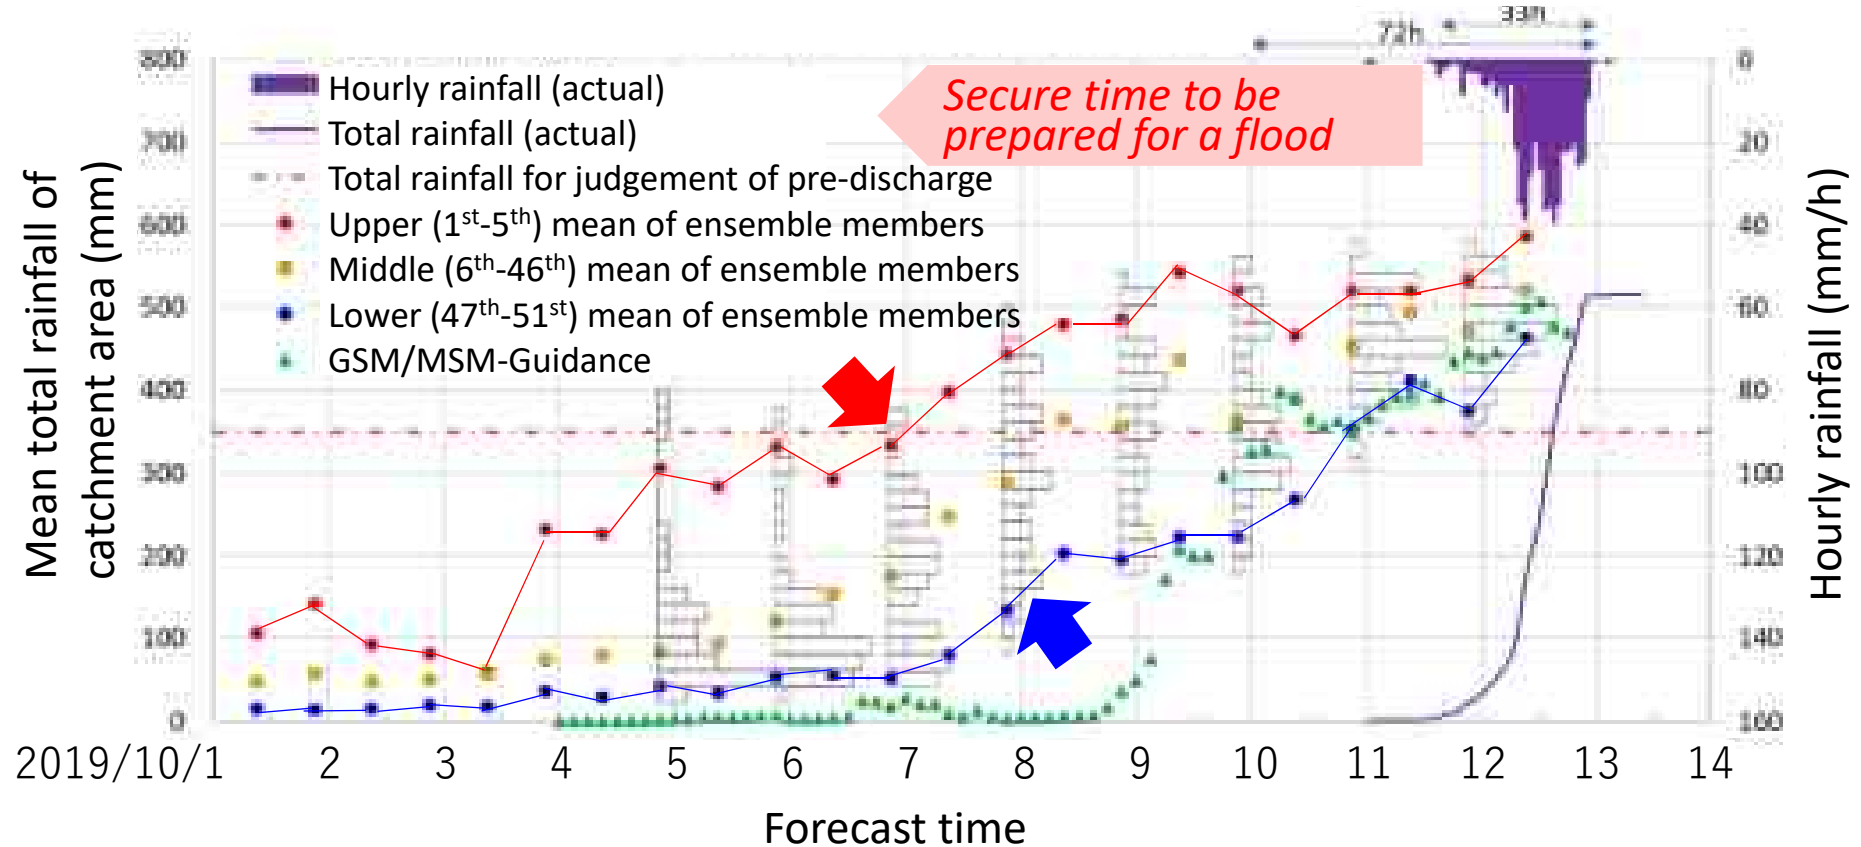 33h
72h
800
700
600
500
400
300
200
100
0
Mean total rainfall of
catchment area (mm)
Hourly rainfall (actual)
Total rainfall (actual)
Total rainfall for judgement of pre-discharge
Upper (1st-5th) mean of ensemble members
Middle (6th-46th) mean of ensemble members
Lower (47th-51st) mean of ensemble members
GSM/MSM-Guidance
Secure time to be
prepared for a flood
0
20
40
60
80
100
120
140
160
Hourly rainfall (mm/h)
2019/10/1 2 3 4 5 6 7 8 9 10 11 12 13 14
Forecast time